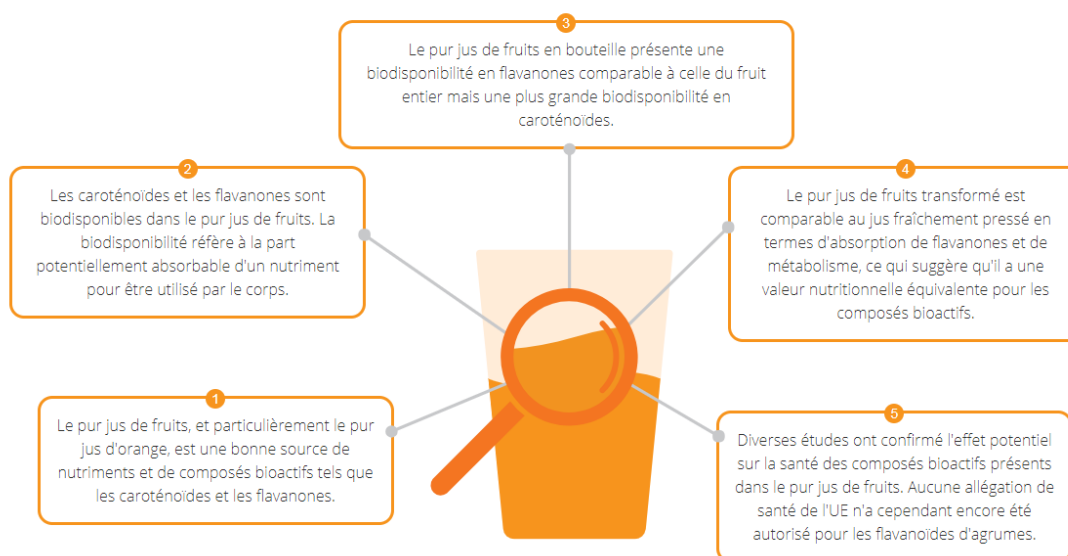 3
Le pur jus de fruits en bouteille présente une
biodisponibilité en flavanones comparable à celle du fruit
entier mais une plus grande biodisponibilité en
caroténoïdes.
2
Les caroténoïdes et les flavanones sont
biodisponibles dans le pur jus de fruits. La
biodisponibilité réfère à la part
potentiellement absorbable d'un nutriment
pour être utilisé par le corps.
4
Le pur jus de fruits transformé est
comparable au jus fraîchement pressé en
termes d'absorption de flavanones et de
métabolisme, ce qui suggère qu'il a une
valeur nutritionnelle équivalente pour les
composés bioactifs.
1
Le pur jus de fruits, et particulièrement le pur
jus d'orange, est une bonne source de
nutriments et de composés bioactifs tels que
les caroténoïdes et les flavanones.
5
Diverses études ont confirmé l'effet potentiel
sur la santé des composés bioactifs présents
dans le pur jus de fruits. Aucune allégation de
santé de l'UE n'a cependant encore été
autorisé pour les flavanoïdes d'agrumes.